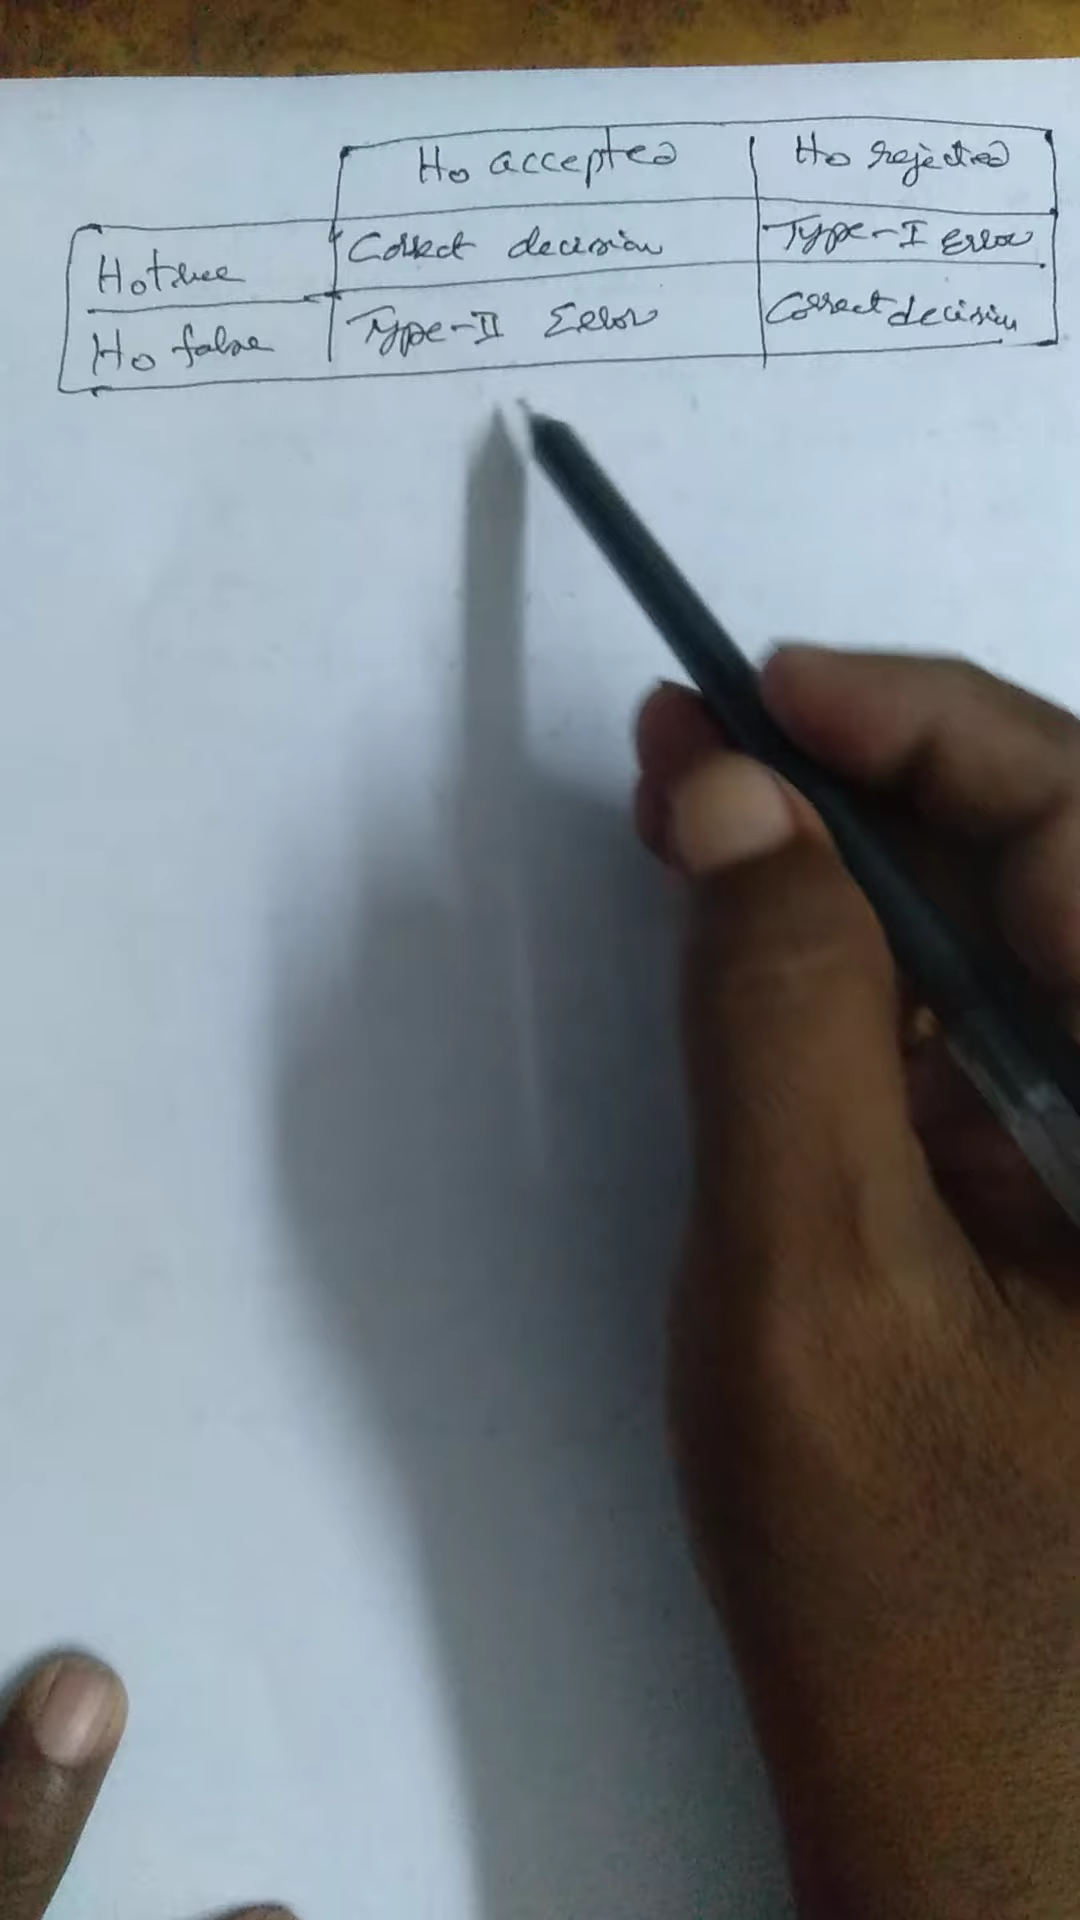 Ho accepted Ho rejected
Ho true Correct decision Type-I Error
Ho false Type-II Error Correct decision